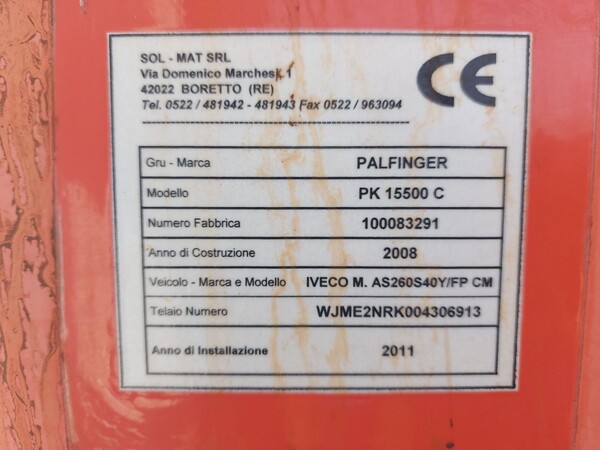 SOL - MAT SRL
Via Domenico Marchesi, 1
42022 BORETTO (RE)
Tel. 0522 / 481942 - 481943 Fax 0522 / 963094
CE
Gru - Marca PALFINGER
Modello PK 15500 C
Numero Fabbrica 100083291
Anno di Costruzione 2008
Veicolo - Marca e Modello IVECO M. AS260S40Y/FP CM
Telaio Numero WJME2NRK004306913
Anno di Installazione 2011